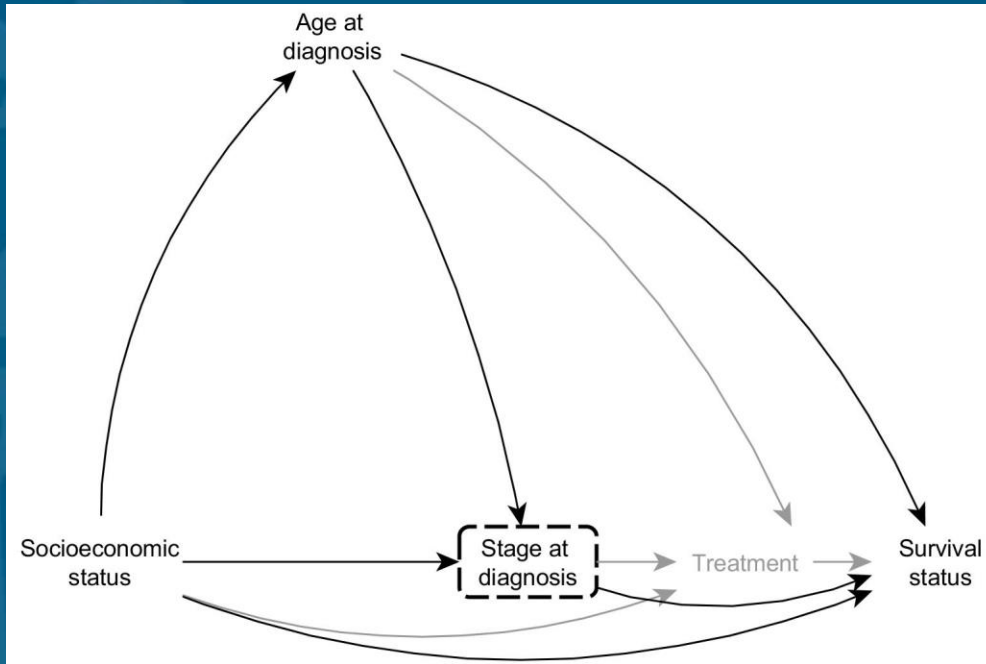 Age at
diagnosis
Socioeconomic
status
Stage at
diagnosis
Treatment
Survival
status